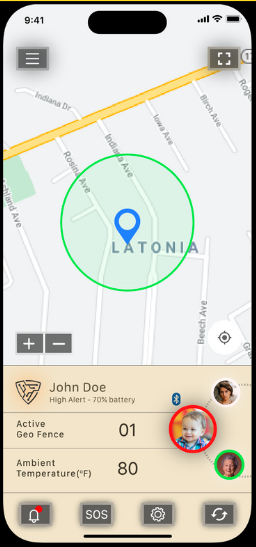 9:41
Indiana Dr
Iowa Ave
Birch Ave
Indiana Ave
Rosina Ave
LATONIA
Beech Ave
John Doe
High Alert - 70% battery
Active
Geo Fence
01
Ambient
Temperature(°F)
80
SOS